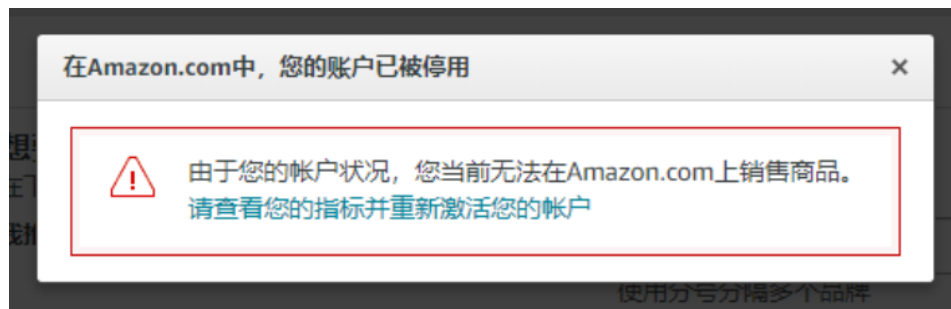 在Amazon.com中，您的账户已被停用
×
由于您的帐户状况，您当前无法在Amazon.com上销售商品。
请查看您的指标并重新激活您的帐户
使用分号分隔多个品牌